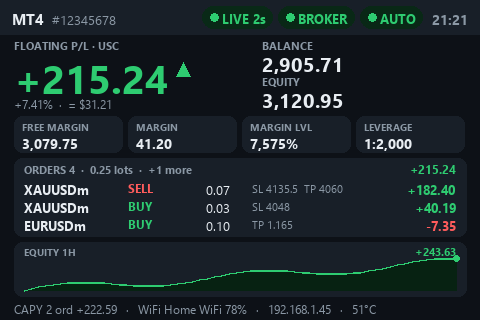 MT4 #12345678 LIVE 2s BROKER AUTO 21:21
FLOATING P/L · USC
+215.24
+7.41% · = $31.21
BALANCE
2,905.71
EQUITY
3,120.95
FREE MARGIN
3,079.75
MARGIN
41.20
MARGIN LVL
7,575%
LEVERAGE
1:2,000
ORDERS 4 · 0.25 lots · +1 more +215.24
XAUUSDm SELL 0.07 SL 4135.5 TP 4060 +182.40
XAUUSDm BUY 0.03 SL 4048 +40.19
EURUSDm BUY 0.10 TP 1.165 -7.35
EQUITY 1H +243.63
CAPY 2 ord +222.59 · WiFi Home WiFi 78% · 192.168.1.45 · 51°C